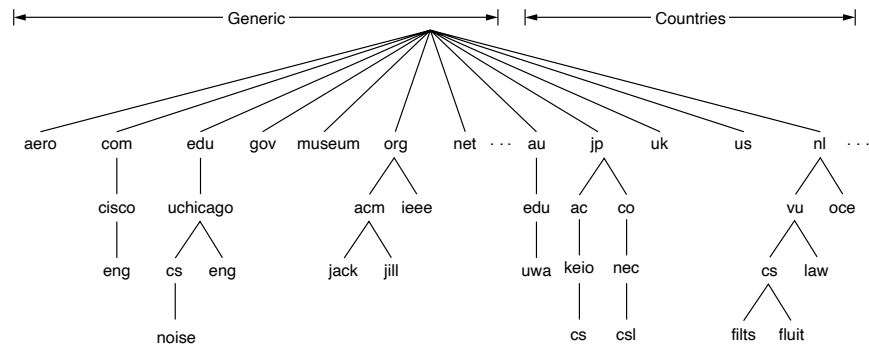 Generic Countries
aero com edu gov museum org net ··· au jp uk us nl ···
cisco uchicago acm ieee edu ac co vu oce
eng cs eng jack jill uwa keio nec cs law
noise cs csl filts fluit